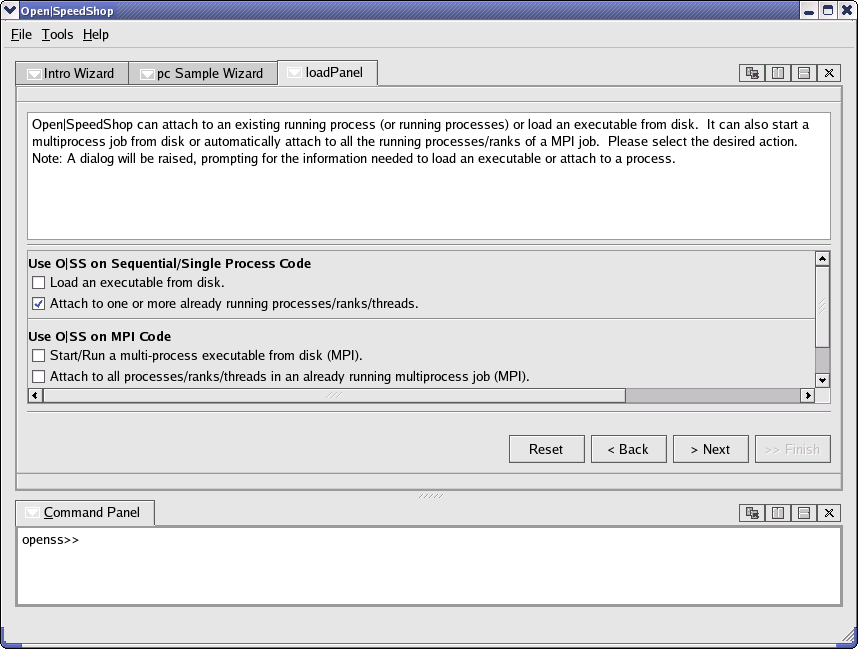 Open|SpeedShop
File Tools Help
Intro Wizard pc Sample Wizard loadPanel
Open|SpeedShop can attach to an existing running process (or running processes) or load an executable from disk. It can also start a
multiprocess job from disk or automatically attach to all the running processes/ranks of a MPI job. Please select the desired action.
Note: A dialog will be raised, prompting for the information needed to load an executable or attach to a process.
Use O|SS on Sequential/Single Process Code
Load an executable from disk.
Attach to one or more already running processes/ranks/threads.
Use O|SS on MPI Code
Start/Run a multi-process executable from disk (MPI).
Attach to all processes/ranks/threads in an already running multiprocess job (MPI).
Reset < Back > Next >> Finish
Command Panel
openss>>